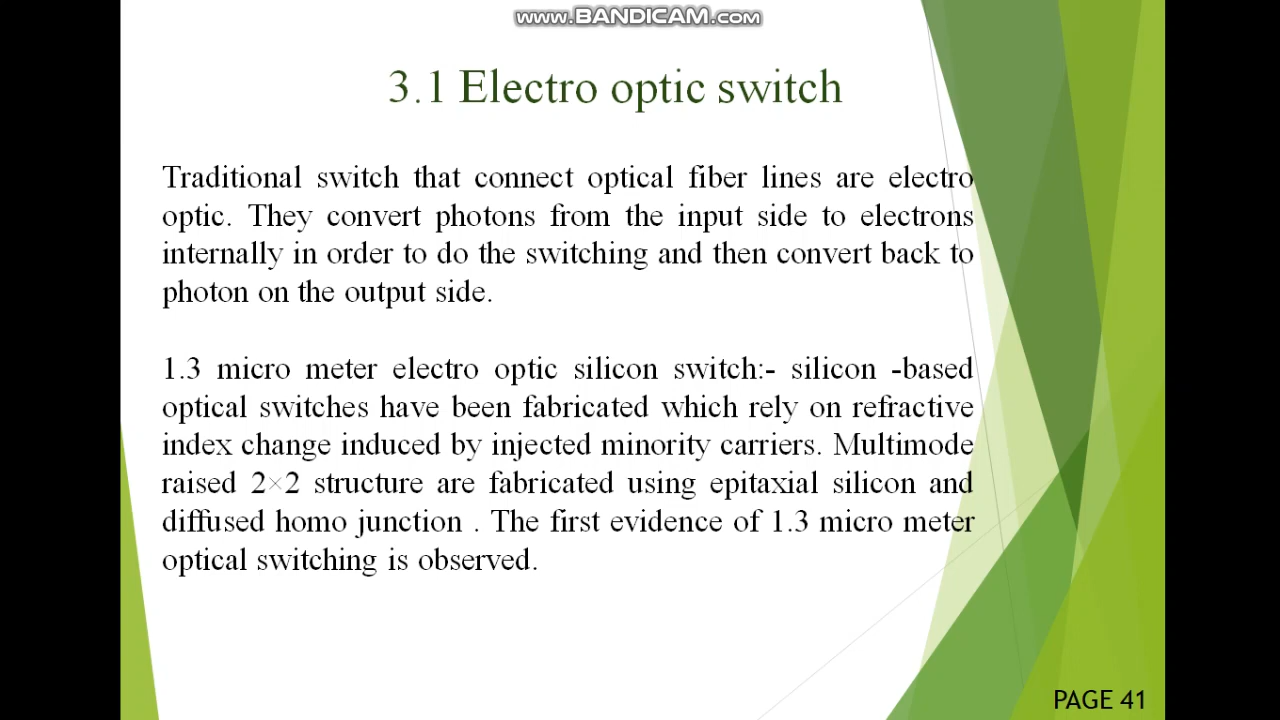 www.BANDICAM.com
3.1 Electro optic switch
Traditional switch that connect optical fiber lines are electro
optic. They convert photons from the input side to electrons
internally in order to do the switching and then convert back to
photon on the output side.
1.3 micro meter electro optic silicon switch:- silicon -based
optical switches have been fabricated which rely on refractive
index change induced by injected minority carriers. Multimode
raised 2×2 structure are fabricated using epitaxial silicon and
diffused homo junction . The first evidence of 1.3 micro meter
optical switching is observed.
PAGE 41